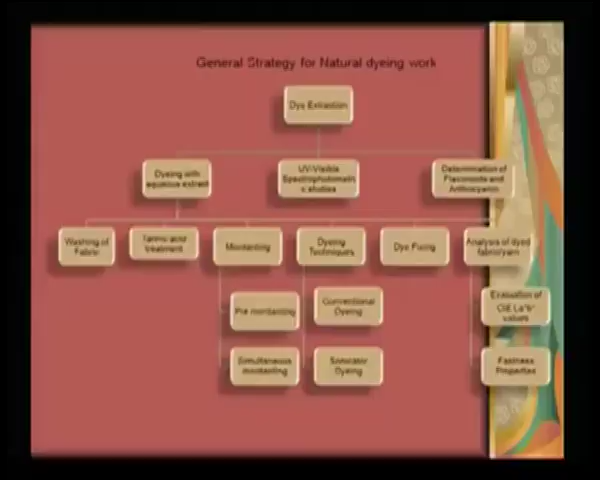 General Strategy for Natural dyeing work
Dye Extraction
Dyeing with
aqueous extract
UV-Visible
Spectrophotometri
c studies
Determination of
Flavonoids and
Anthocyanin
Washing of
Fabric
Tannic acid
treatment
Mordanting
Dyeing
Techniques
Dye Fixing
Analysis of dyed
fabric/yarn
Pre mordanting
Conventional
Dyeing
Evaluation of
CIE La*b*
values
Simultaneous
mordanting
Sonicator
Dyeing
Fastness
Properties